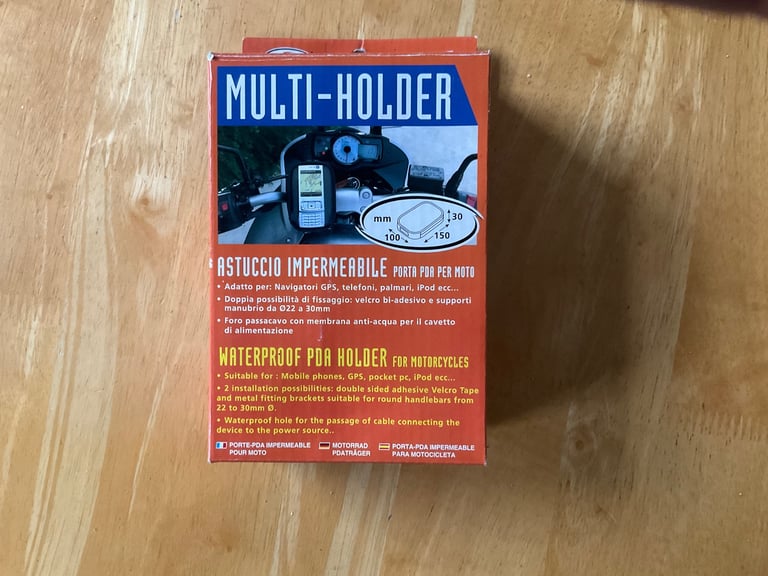 MULTI-HOLDER
mm
30
100
150
ASTUCCIO IMPERMEABILE PORTA PDA PER MOTO
• Adatto per: Navigatori GPS, telefoni, palmari, iPod ecc...
• Doppia possibilità di fissaggio: velcro bi-adesivo e supporti
manubrio da Ø22 a 30mm
• Foro passacavo con membrana anti-acqua per il cavetto
di alimentazione
WATERPROOF PDA HOLDER FOR MOTORCYCLES
• Suitable for : Mobile phones, GPS, pocket pc, iPod ecc...
• 2 installation possibilities: double sided adhesive Velcro Tape
and metal fitting brackets suitable for round handlebars from
22 to 30mm Ø.
• Waterproof hole for the passage of cable connecting the
device to the power source..
PORTE-PDA IMPERMEABLE
POUR MOTO
MOTORRAD
PDATRÄGER
PORTA-PDA IMPERMEABLE
PARA MOTOCICLETA